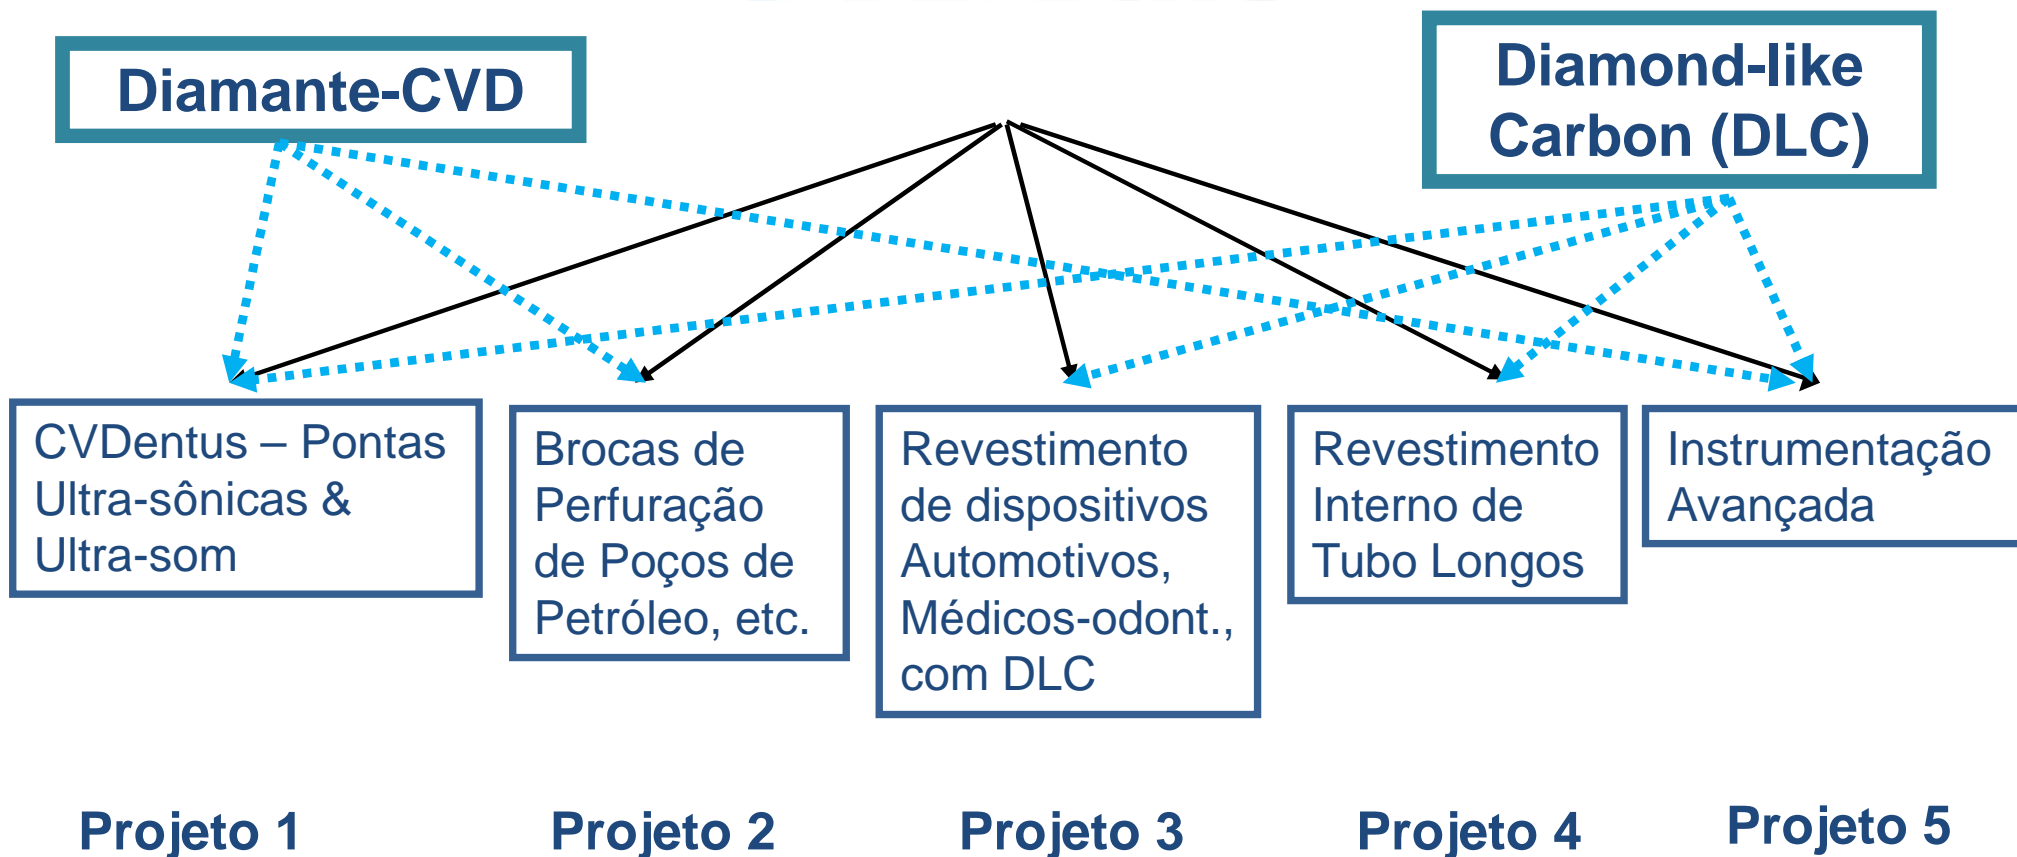 Diamante-CVD
Diamond-like
Carbon (DLC)
CVDentus – Pontas
Ultra-sônicas &
Ultra-som
Brocas de
Perfuração
de Poços de
Petróleo, etc.
Revestimento
de dispositivos
Automotivos,
Médicos-odont.,
com DLC
Revestimento
Interno de
Tubo Longos
Instrumentação
Avançada
Projeto 1
Projeto 2
Projeto 3
Projeto 4
Projeto 5